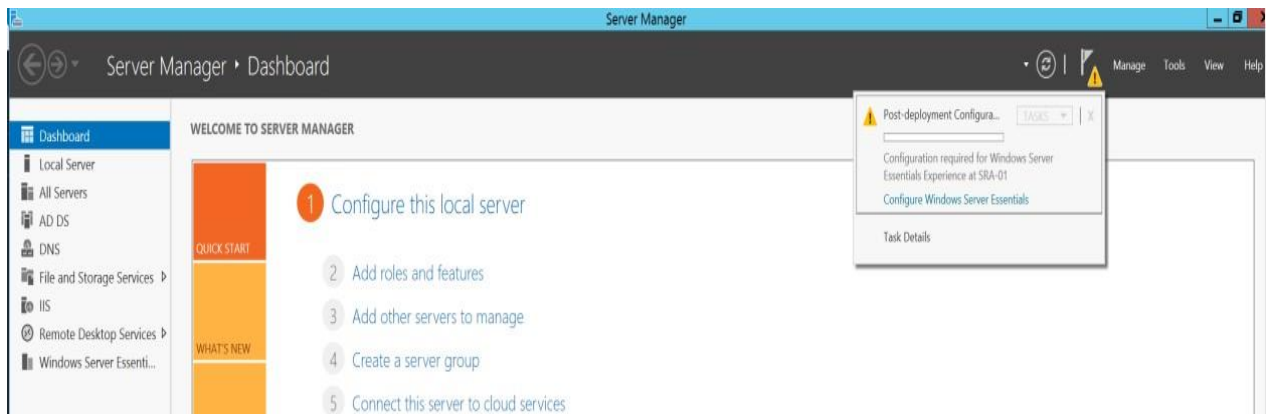 Server Manager
Server Manager • Dashboard
Manage Tools View Help
Dashboard
Local Server
All Servers
AD DS
DNS
File and Storage Services
IIS
Remote Desktop Services
Windows Server Essenti...
WELCOME TO SERVER MANAGER
QUICK START
WHAT'S NEW
1 Configure this local server
2 Add roles and features
3 Add other servers to manage
4 Create a server group
5 Connect this server to cloud services
Post-deployment Configura... TASKS X
Configuration required for Windows Server
Essentials Experience at SRA-01
Configure Windows Server Essentials
Task Details